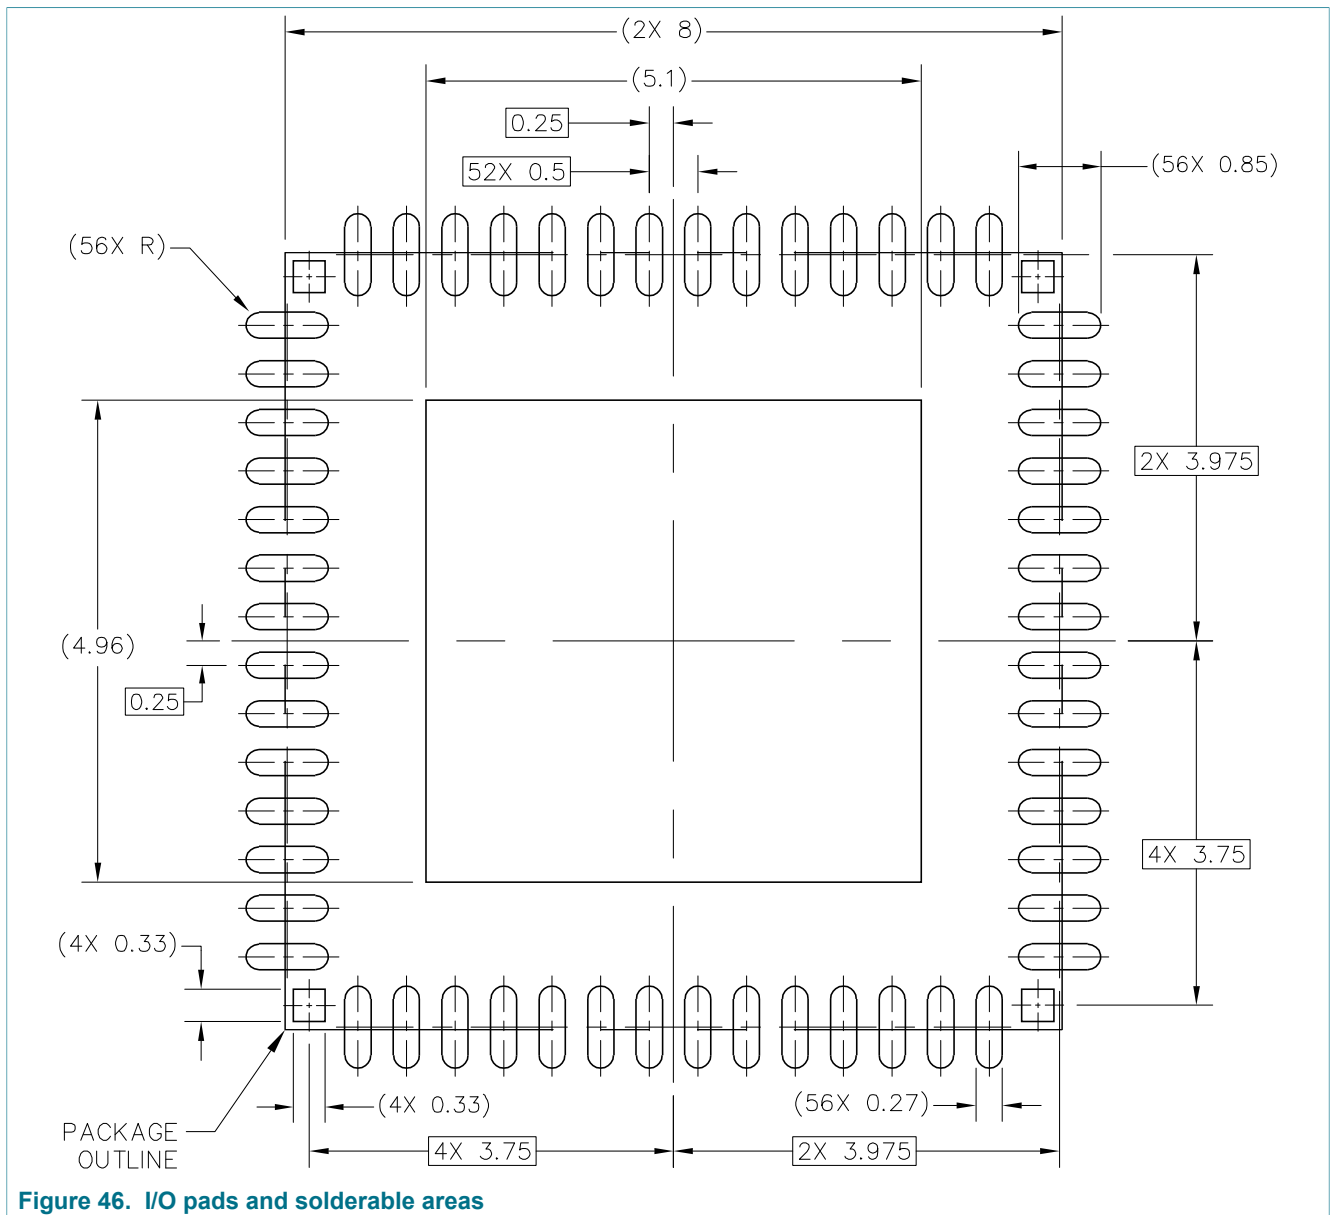 (2X 8)
(5.1)
0.25
52X 0.5
(56X 0.85)
(56X R)
2X 3.975
(4.96)
0.25
4X 3.75
(4X 0.33)
(4X 0.33)
(56X 0.27)
PACKAGE
OUTLINE
4X 3.75
2X 3.975
Figure 46. I/O pads and solderable areas